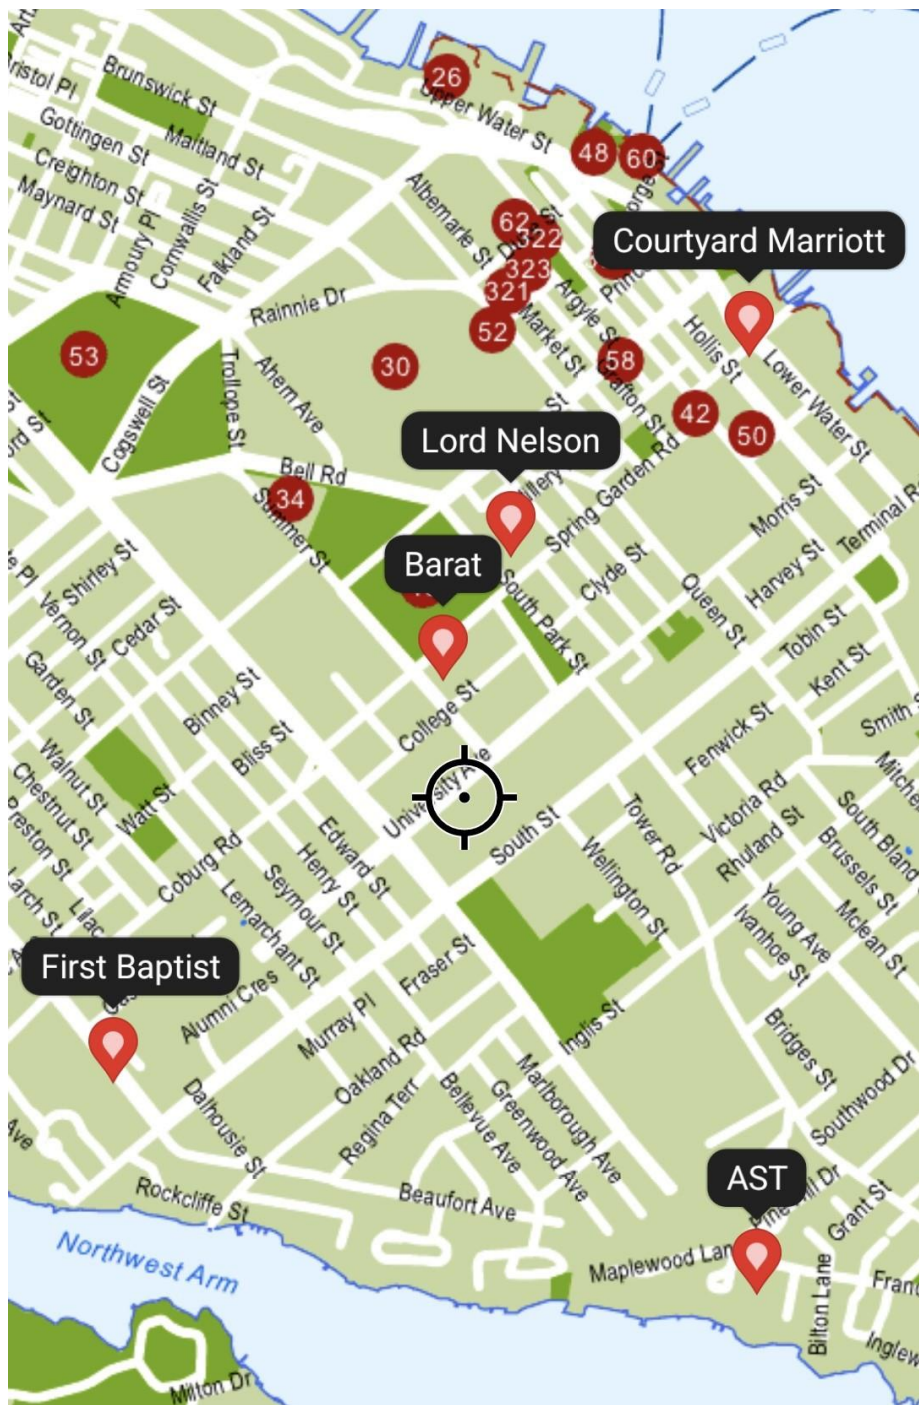 Bristol Pl
Brunswick St
26
Upper Water St
Gottingen St
Maitland St
48
60
Creighton St
Maynard St
Armoury Pl
Cornwallis St
Falkland St
Albemarle St
62
322
Courtyard Marriott
323
321
Rainnie Dr
Argyle St
Market St
52
53
30
58
Hollis St
Lower Water St
Cogswell St
Trollope St
Ahern Ave
Grafton St
42
50
Lord Nelson
Bell Rd
34
Summer St
Spring Garden Rd
Morris St
Terminal Rd
Barat
Shirley St
Vernon St
Cedar St
South Park St
Clyde St
Queen St
Harvey St
Tobin St
Kent St
Garden St
Binney St
Bliss St
College St
Fenwick St
Smith
Walnut St
Chestnut St
Preston St
Watt St
University Ave
South St
Tower Rd
Victoria Rd
Rhuland St
South Bland
Brussels St
Mclean St
Coburg Rd
Edward St
Henry St
Seymour St
Lemarchant St
Wellington St
Young Ave
Ivanhoe St
Larch St
Lilac
First Baptist
Alumni Cres
Murray Pl
Fraser St
Oakland Rd
Inglis St
Bridges St
Southwood Dr
Dalhousie St
Regina Terr
Bellevue Ave
Greenwood Ave
Marlborough Ave
Ave
AST
Rockcliffe St
Beaufort Ave
Grant St
Northwest Arm
Maplewood Lane
Bilton Lane
Milton Dr